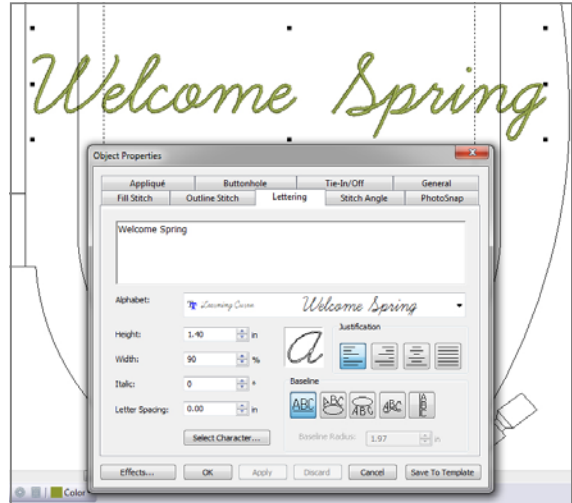 Welcome Spring
Object Properties
Appliqué Buttonhole Tie-In/Off General
Fill Stitch Outline Stitch Lettering Stitch Angle PhotoSnap
Welcome Spring
Alphabet: Learning Curve Welcome Spring
Height: 1.40 in
Justification
Width: 90 %
a
Italic: 0 °
Baseline
Letter Spacing: 0.00 in
ABC ABC ABC ABC ABC
Select Character... Baseline Radius: 1.97 in
Effects... OK Apply Discard Cancel Save To Template
Color